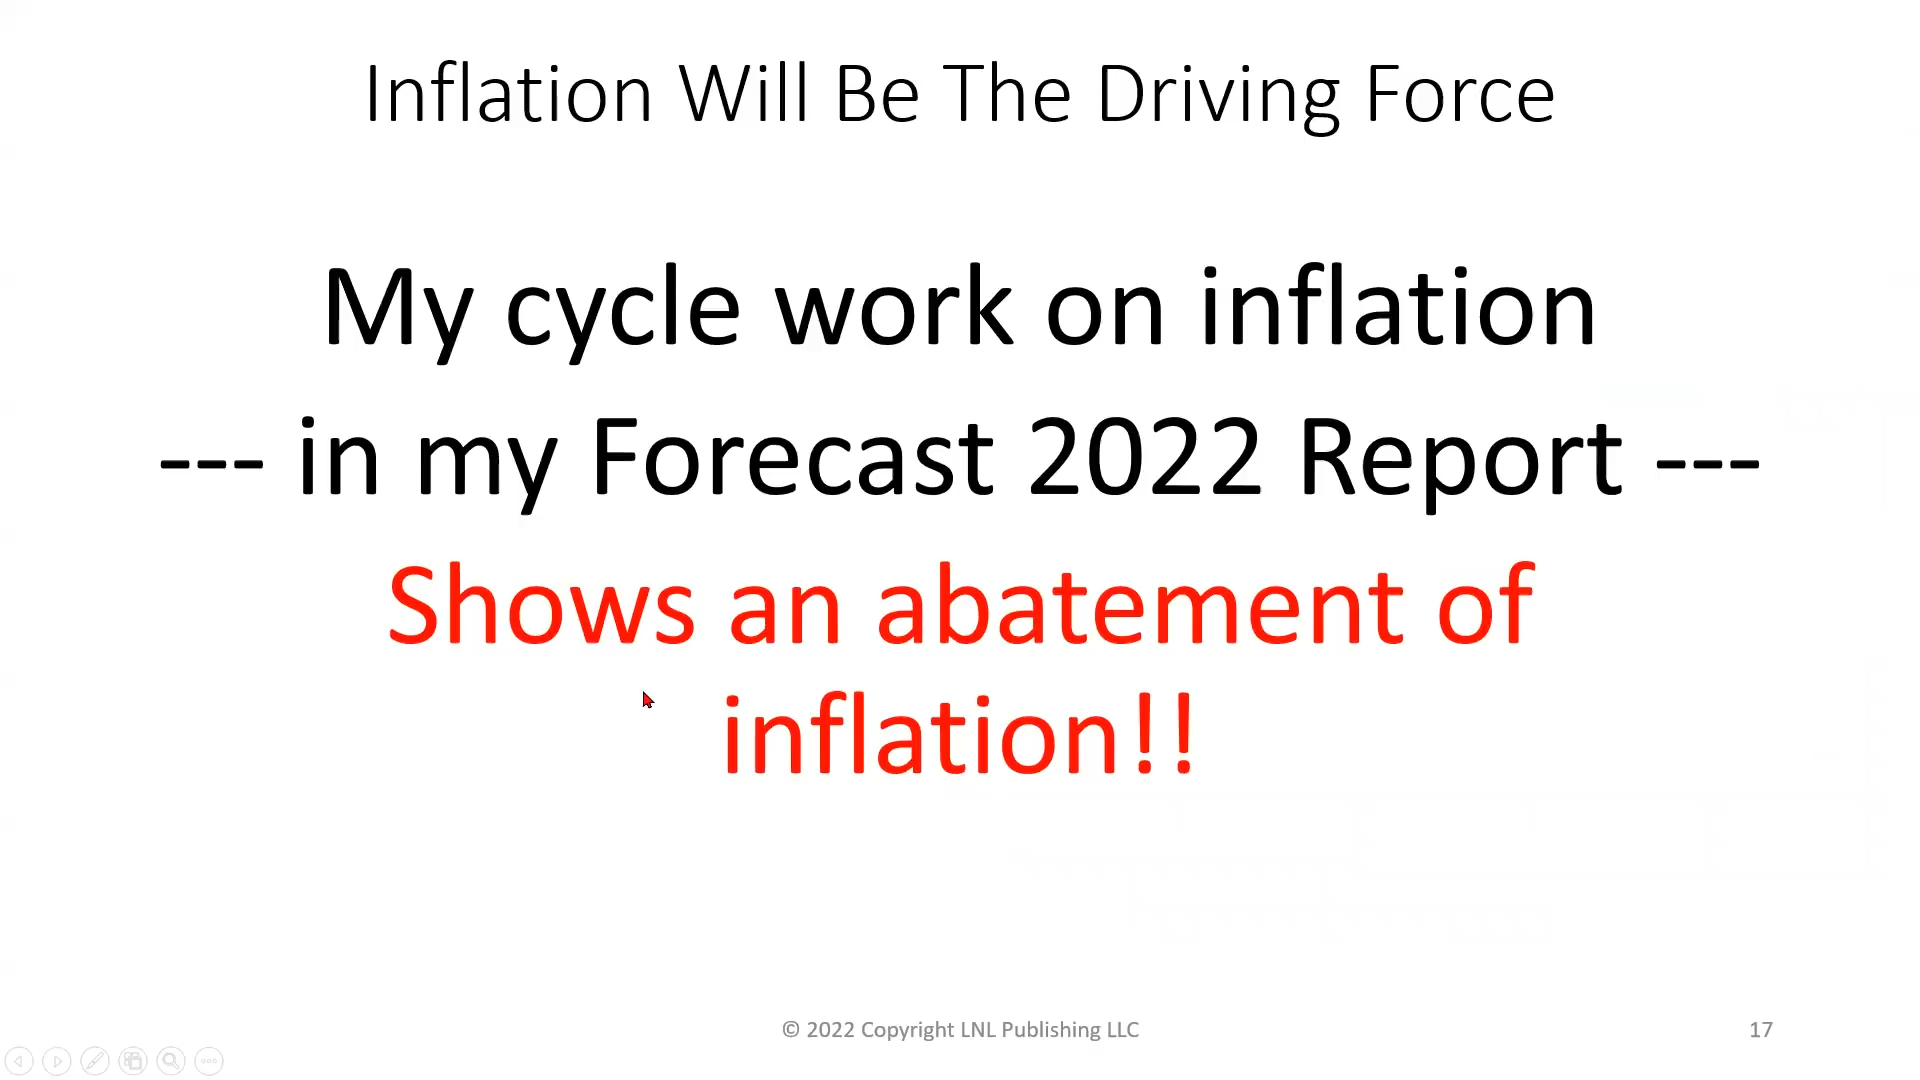 Inflation Will Be The Driving Force
My cycle work on inflation
--- in my Forecast 2022 Report ---
Shows an abatement of
inflation!!
© 2022 Copyright LNL Publishing LLC
17